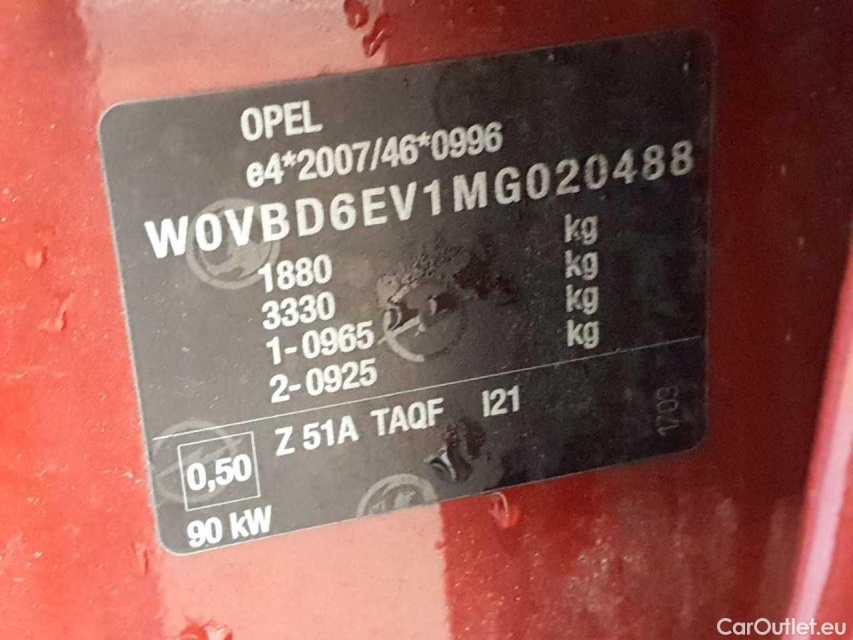 OPEL
e4*2007/46*0996
W0VBD6EV1MG020488
1880 kg
3330 kg
1-0965 kg
2-0925 kg
Z 51A TAQF I21
0,50
90 kW
1709
CarOutlet.eu